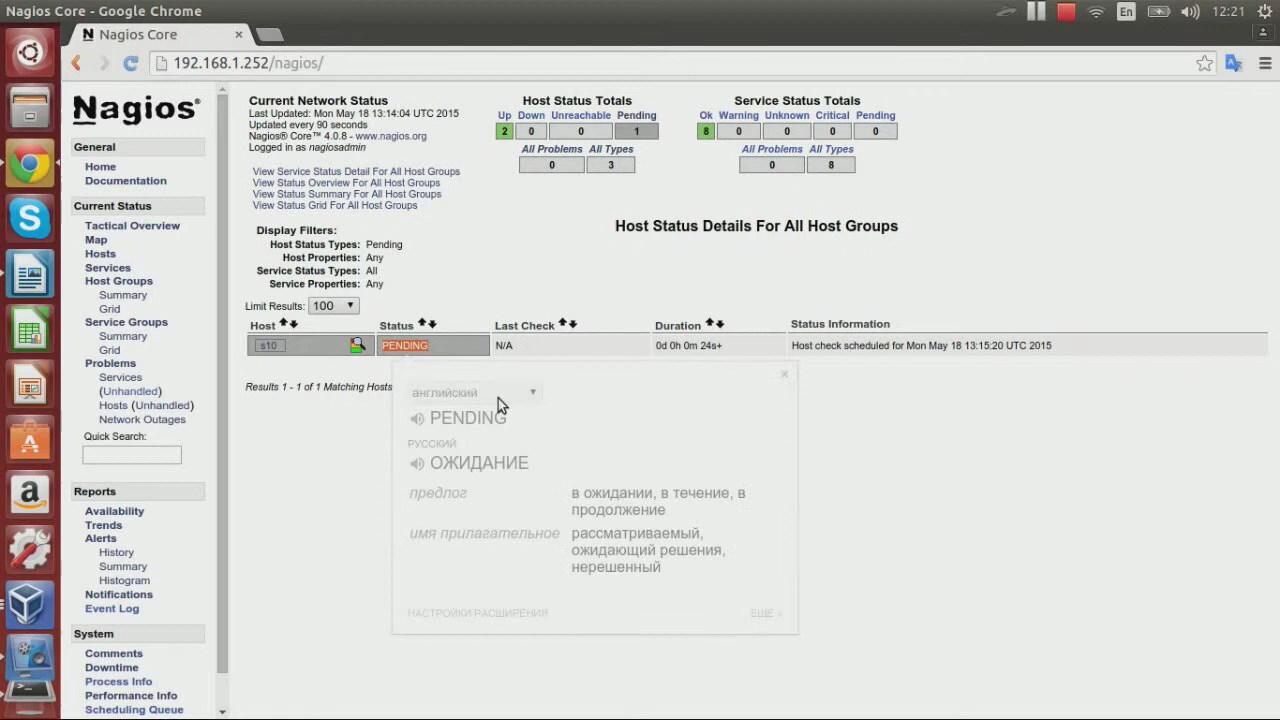 Nagios Core - Google Chrome
En
12:21
N Nagios Core ×
192.168.1.252/nagios/
Nagios®
General
Home
Documentation
Current Status
Tactical Overview
Map
Hosts
Services
Host Groups
Summary
Grid
Service Groups
Summary
Grid
Problems
Services
(Unhandled)
Hosts (Unhandled)
Network Outages
Quick Search:
Reports
Availability
Trends
Alerts
History
Summary
Histogram
Notifications
Event Log
System
Comments
Downtime
Process Info
Performance Info
Scheduling Queue
Current Network Status
Last Updated: Mon May 18 13:14:04 UTC 2015
Updated every 90 seconds
Nagios® Core™ 4.0.8 - www.nagios.org
Logged in as nagiosadmin
View Service Status Detail For All Host Groups
View Status Overview For All Host Groups
View Status Summary For All Host Groups
View Status Grid For All Host Groups
Host Status Totals
Up Down Unreachable Pending
2 0 0 1
All Problems All Types
0 3
Service Status Totals
Ok Warning Unknown Critical Pending
8 0 0 0 0
All Problems All Types
0 8
Display Filters:
Host Status Types: Pending
Host Properties: Any
Service Status Types: All
Service Properties: Any
Host Status Details For All Host Groups
Limit Results: 100
Host Status Last Check Duration Status Information
s10 PENDING N/A 0d 0h 0m 24s+ Host check scheduled for Mon May 18 13:15:20 UTC 2015
Results 1 - 1 of 1 Matching Hosts
английский
PENDING
РУССКИЙ
ОЖИДАНИЕ
предлог в ожидании, в течение, в
продолжение
имя прилагательное рассматриваемый,
ожидающий решения,
нерешенный
НАСТРОЙКИ РАСШИРЕНИЯ ЕЩЕ »